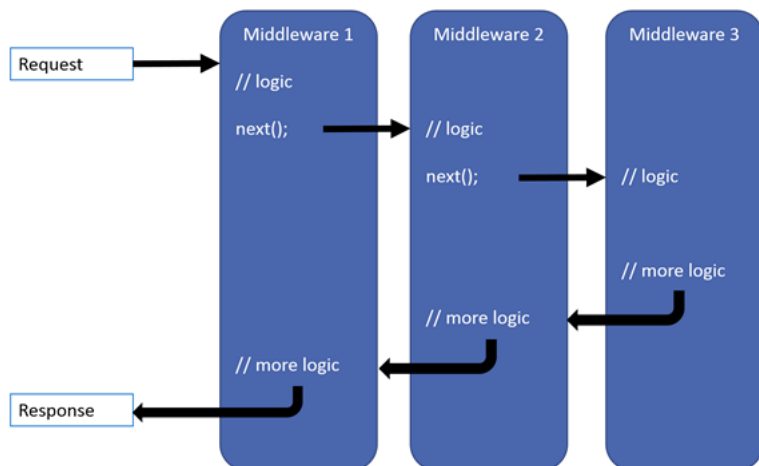 Middleware 1
Middleware 2
Middleware 3
Request
// logic
next();
// logic
next();
// logic
// more logic
// more logic
// more logic
Response